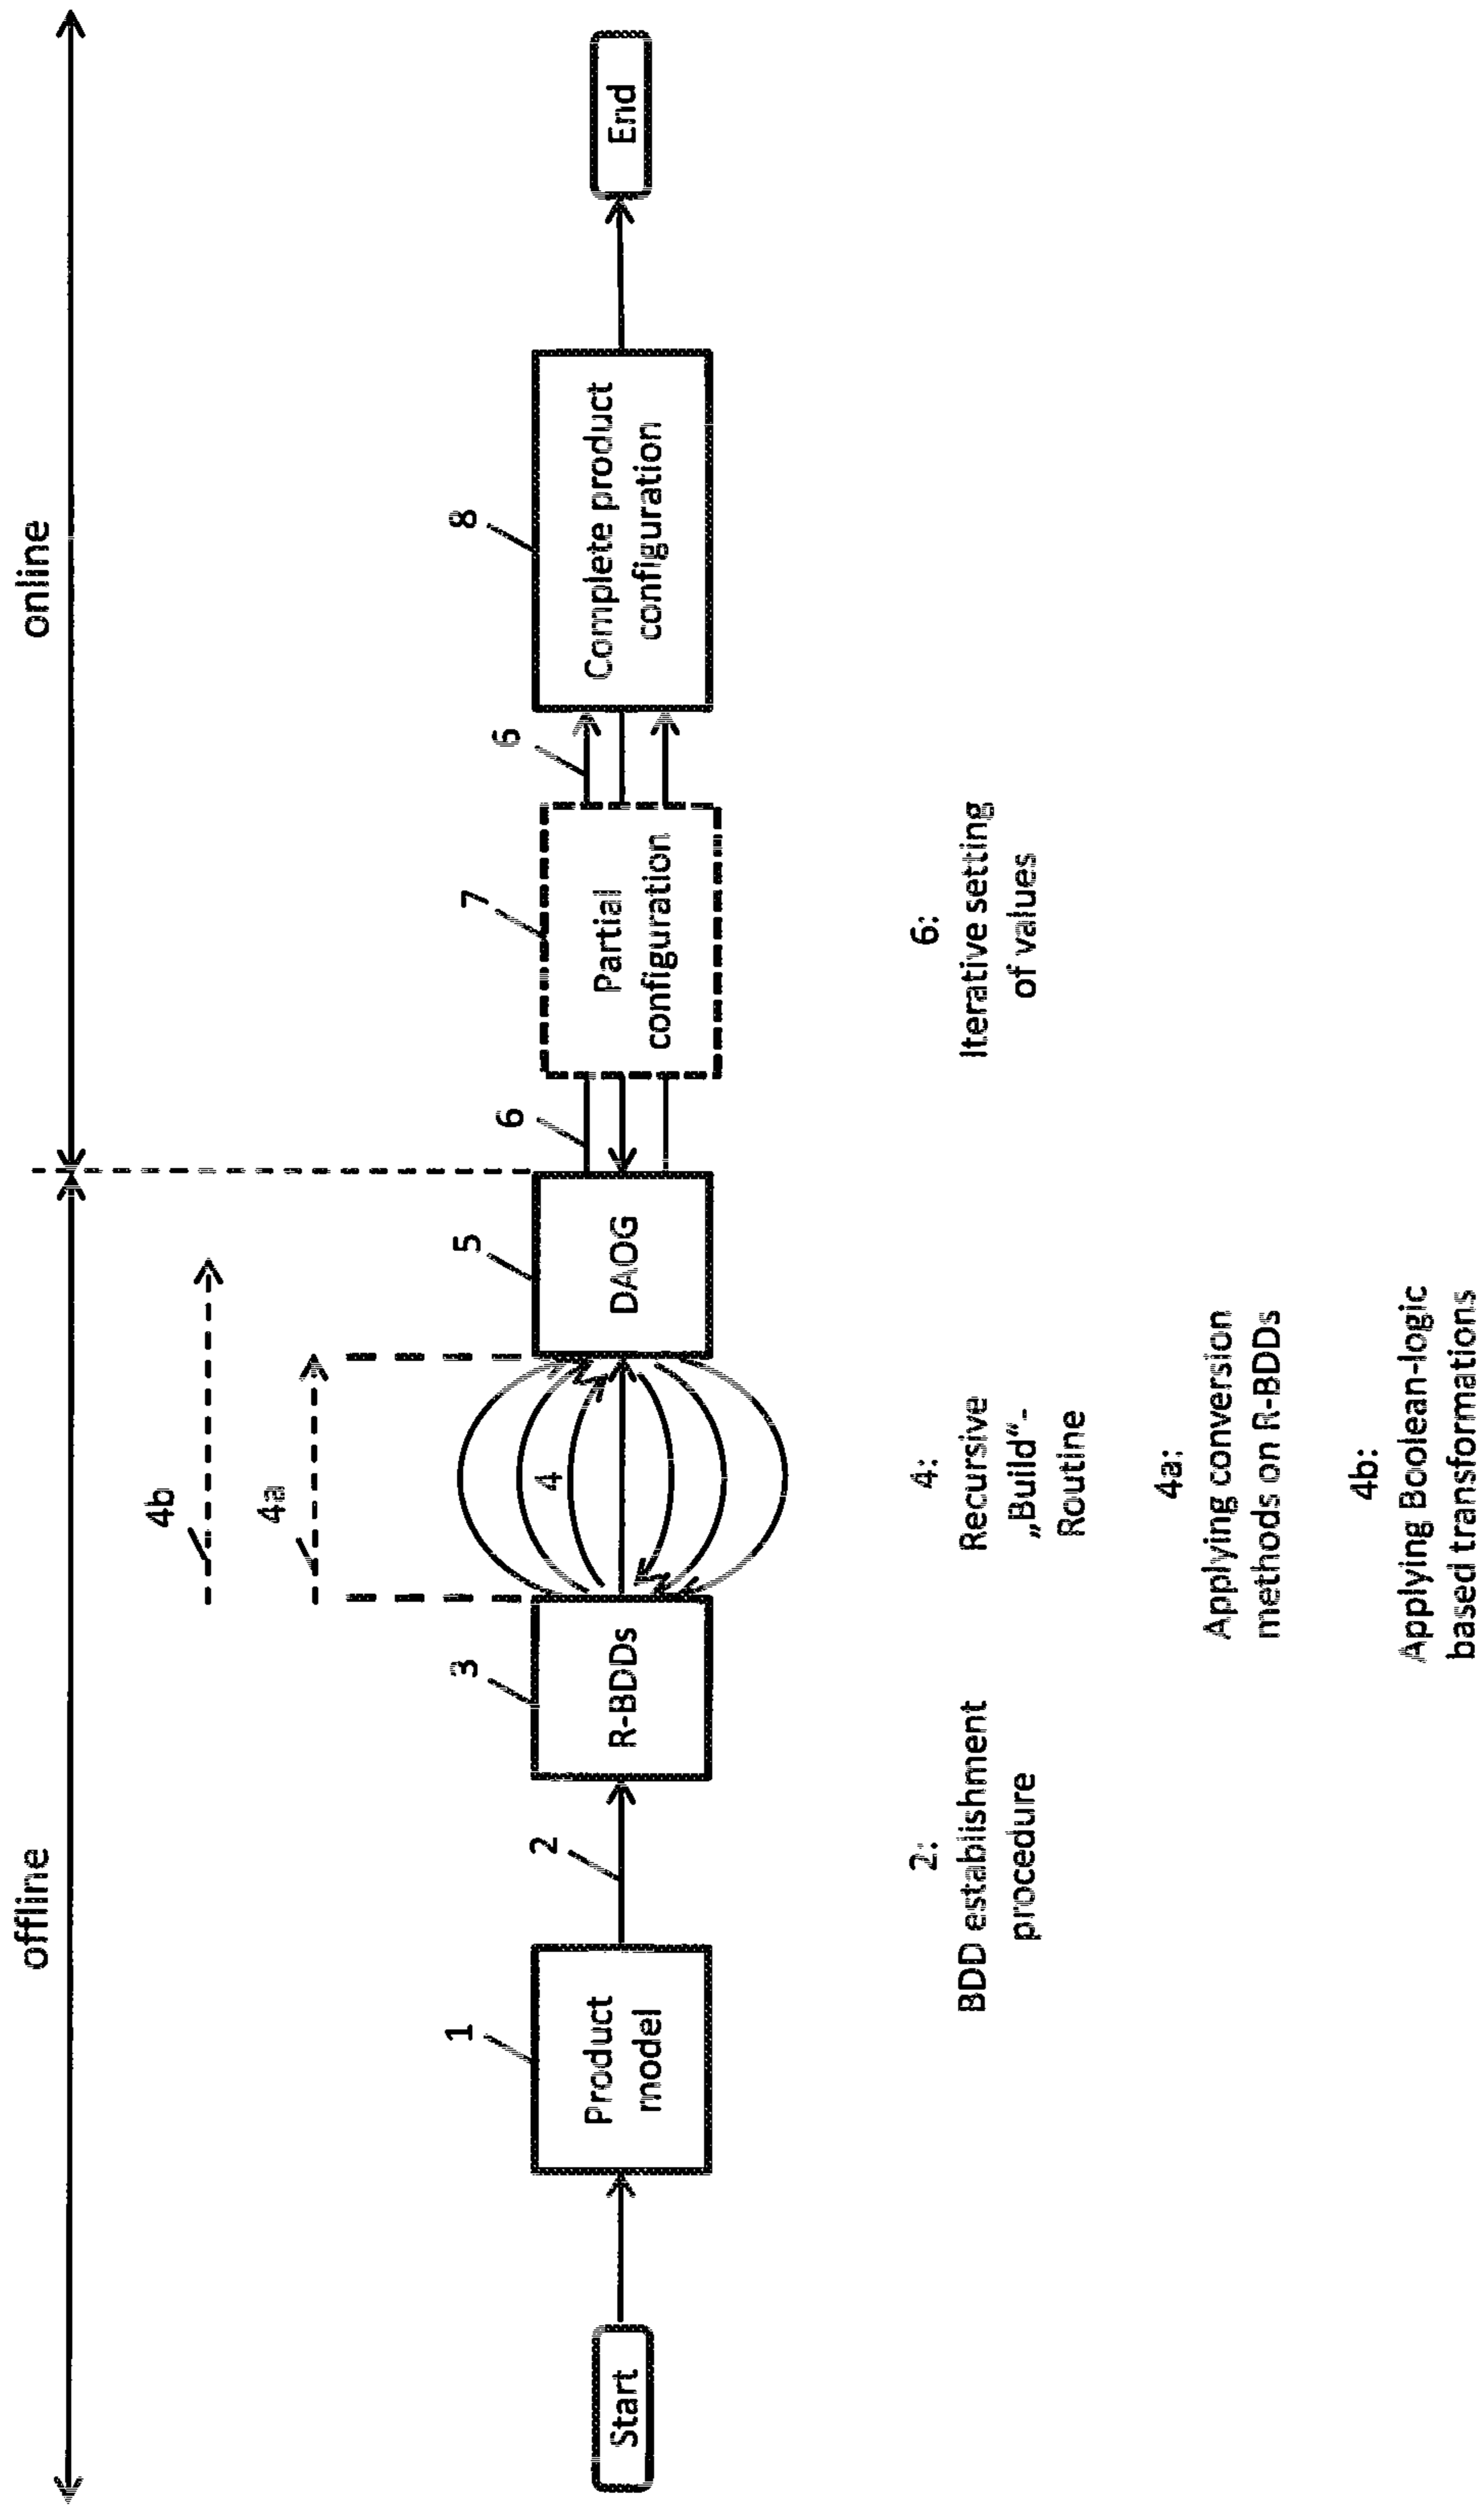 offline
online
4b
4a
Start
1
Product
model
2
3
R-BDDs
4
5
DAOG
6
7
Partial
configuration
6
8
Complete product
configuration
End
2:
BDD establishment
procedure
4:
Recursive
„Build“-
Routine
6:
Iterative setting
of values
4a:
Applying conversion
methods on R-BDDs
4b:
Applying Boolean-logic
based transformations